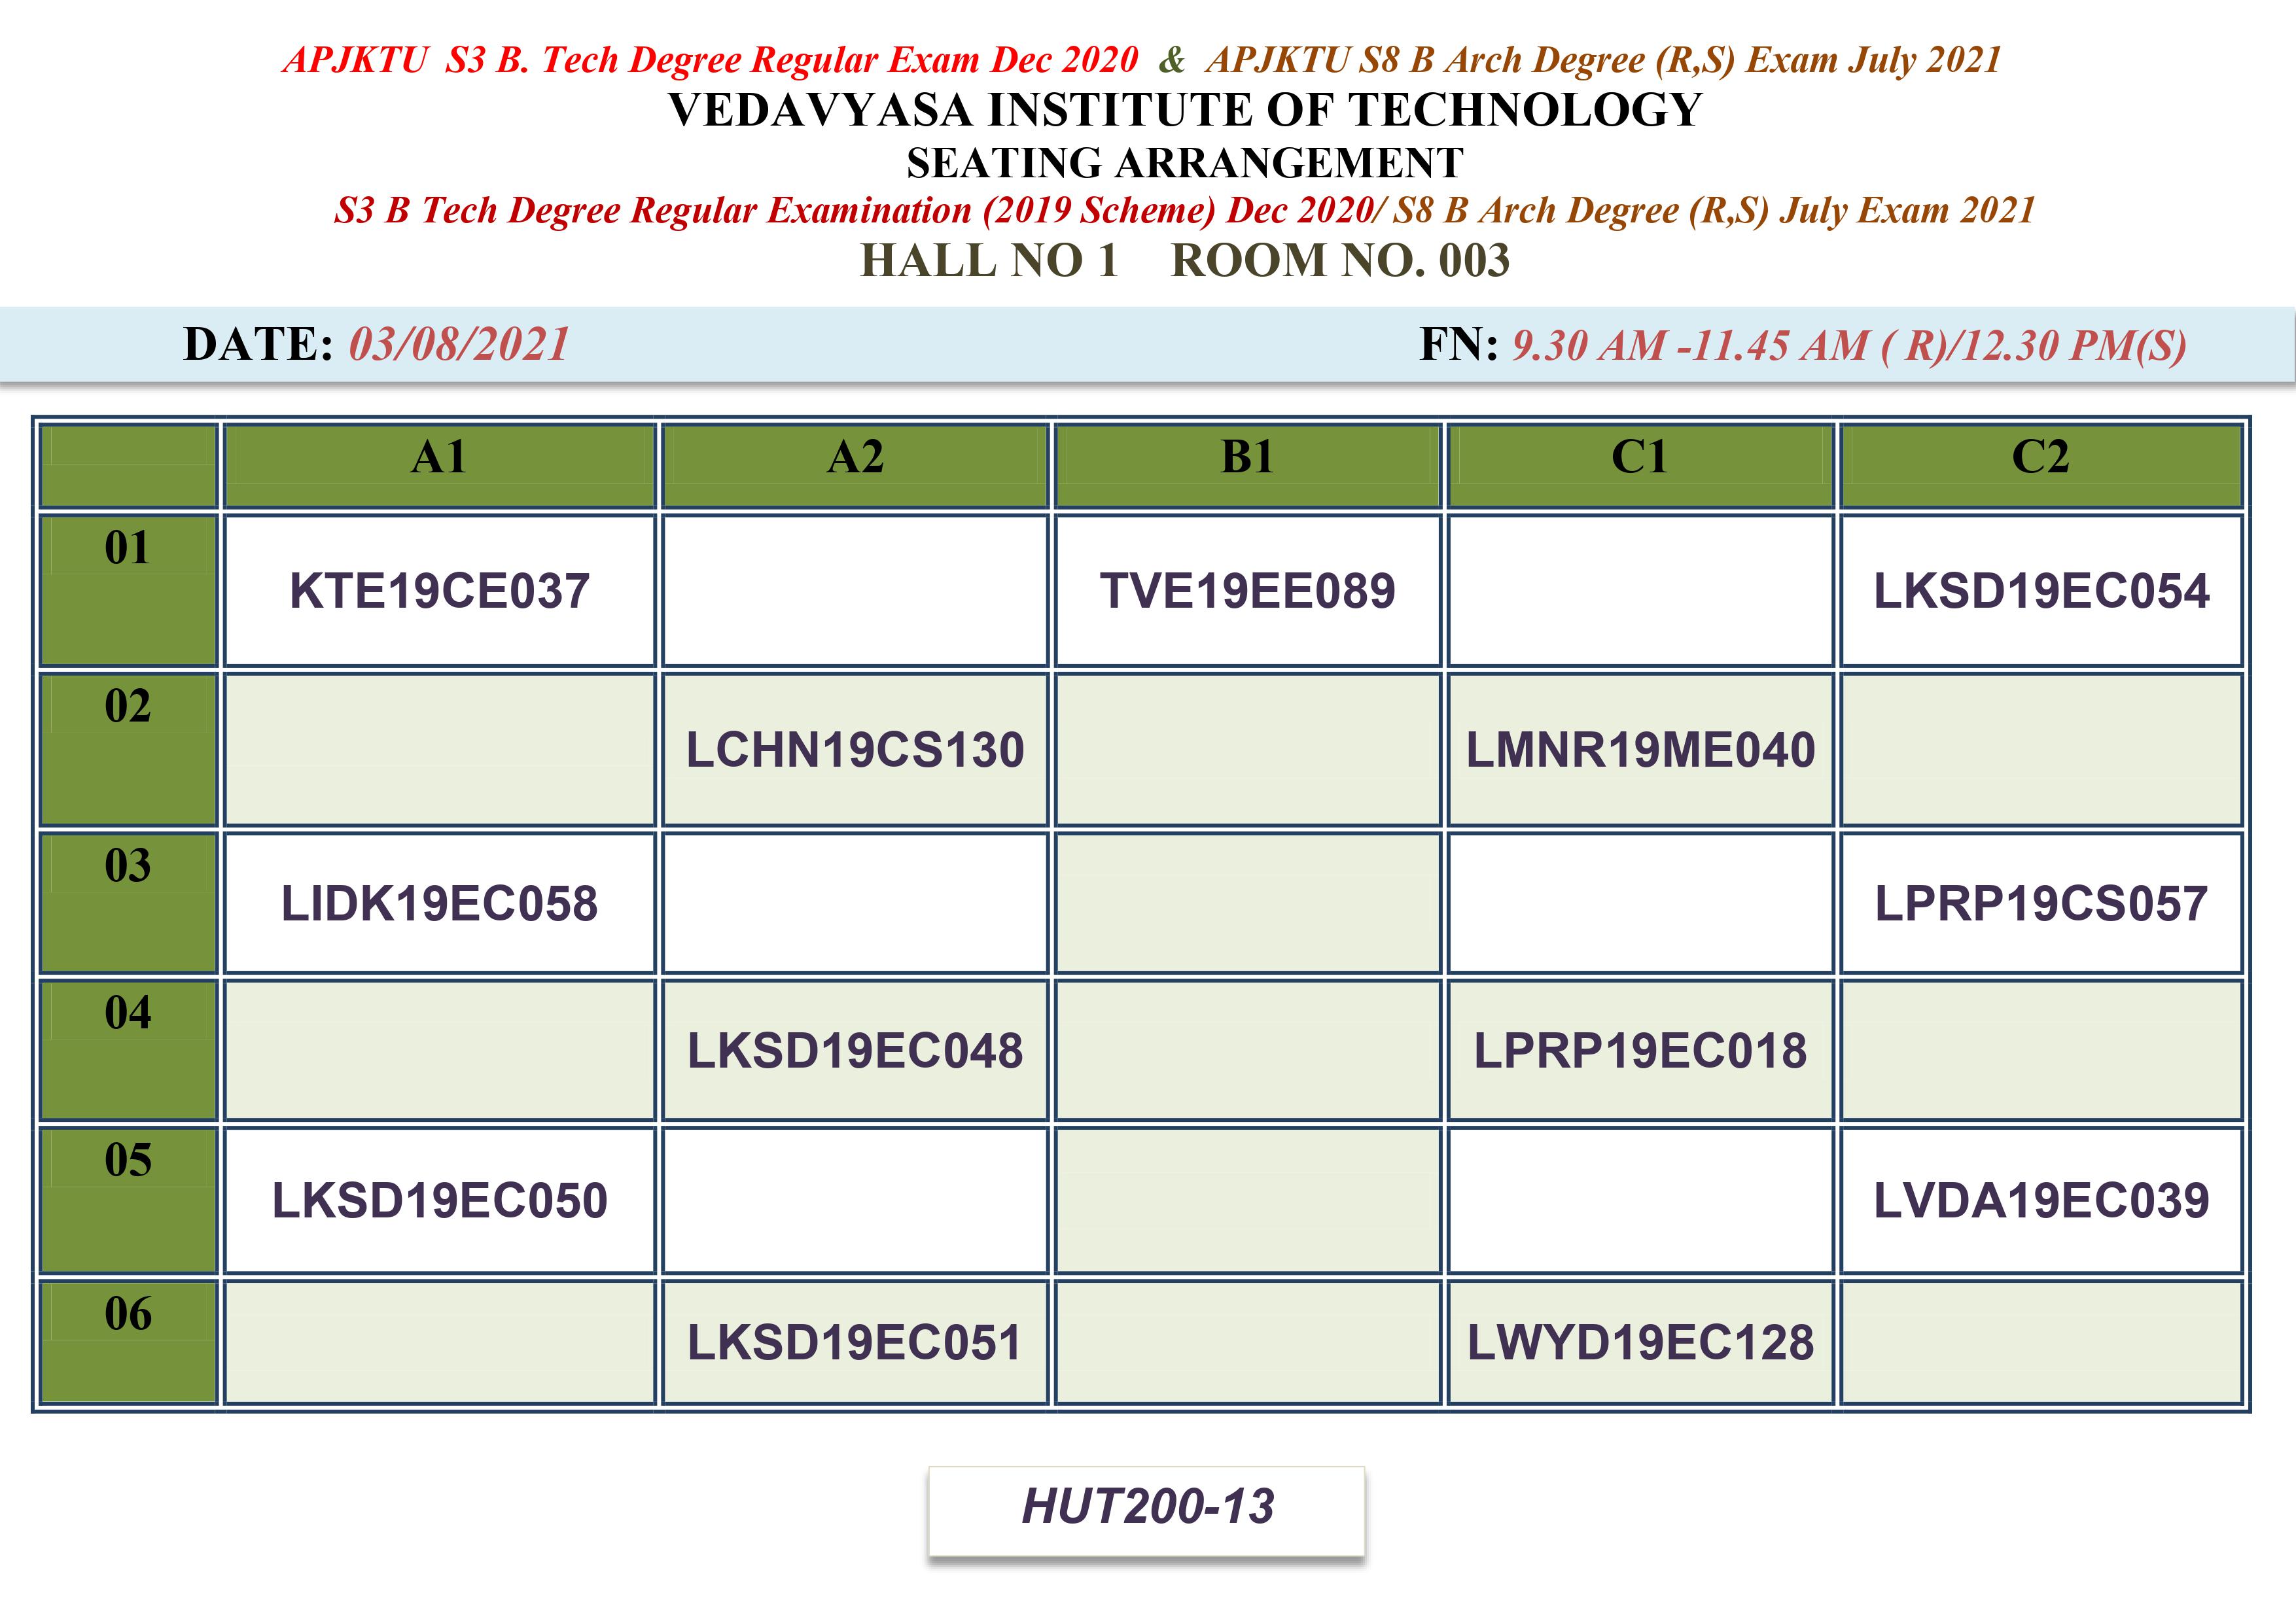 APJKTU S3 B. Tech Degree Regular Exam Dec 2020 & APJKTU S8 B Arch Degree (R,S) Exam July 2021
VEDAVYASA INSTITUTE OF TECHNOLOGY
SEATING ARRANGEMENT
S3 B Tech Degree Regular Examination (2019 Scheme) Dec 2020/ S8 B Arch Degree (R,S) July Exam 2021
HALL NO 1 ROOM NO. 003
DATE: 03/08/2021 FN: 9.30 AM -11.45 AM ( R)/12.30 PM(S)
A1 A2 B1 C1 C2
01 KTE19CE037 TVE19EE089 LKSD19EC054
02 LCHN19CS130 LMNR19ME040
03 LIDK19EC058 LPRP19CS057
04 LKSD19EC048 LPRP19EC018
05 LKSD19EC050 LVDA19EC039
06 LKSD19EC051 LWYD19EC128
HUT200-13